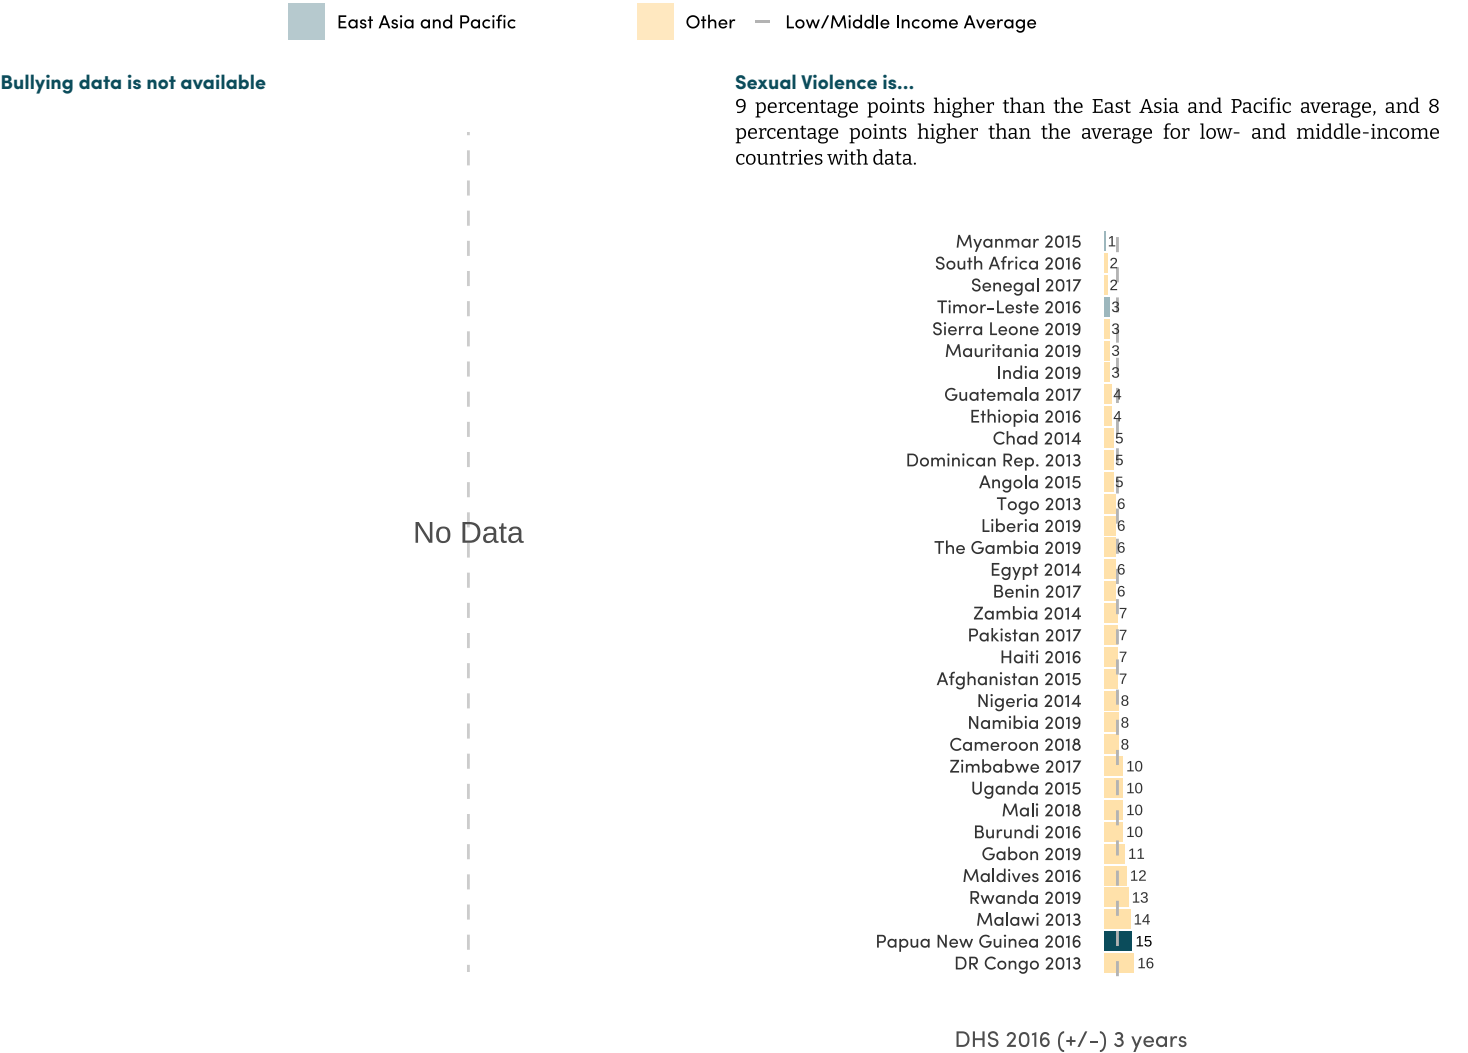 East Asia and Pacific
Other
Low/Middle Income Average
Bullying data is not available
No Data
Sexual Violence is...
9 percentage points higher than the East Asia and Pacific average, and 8
percentage points higher than the average for low- and middle-income
countries with data.
Myanmar 2015 1
South Africa 2016 2
Senegal 2017 2
Timor-Leste 2016 3
Sierra Leone 2019 3
Mauritania 2019 3
India 2019 3
Guatemala 2017 4
Ethiopia 2016 4
Chad 2014 5
Dominican Rep. 2013 5
Angola 2015 5
Togo 2013 6
Liberia 2019 6
The Gambia 2019 6
Egypt 2014 6
Benin 2017 6
Zambia 2014 7
Pakistan 2017 7
Haiti 2016 7
Afghanistan 2015 7
Nigeria 2014 8
Namibia 2019 8
Cameroon 2018 8
Zimbabwe 2017 10
Uganda 2015 10
Mali 2018 10
Burundi 2016 10
Gabon 2019 11
Maldives 2016 12
Rwanda 2019 13
Malawi 2013 14
Papua New Guinea 2016 15
DR Congo 2013 16
DHS 2016 (+/-) 3 years